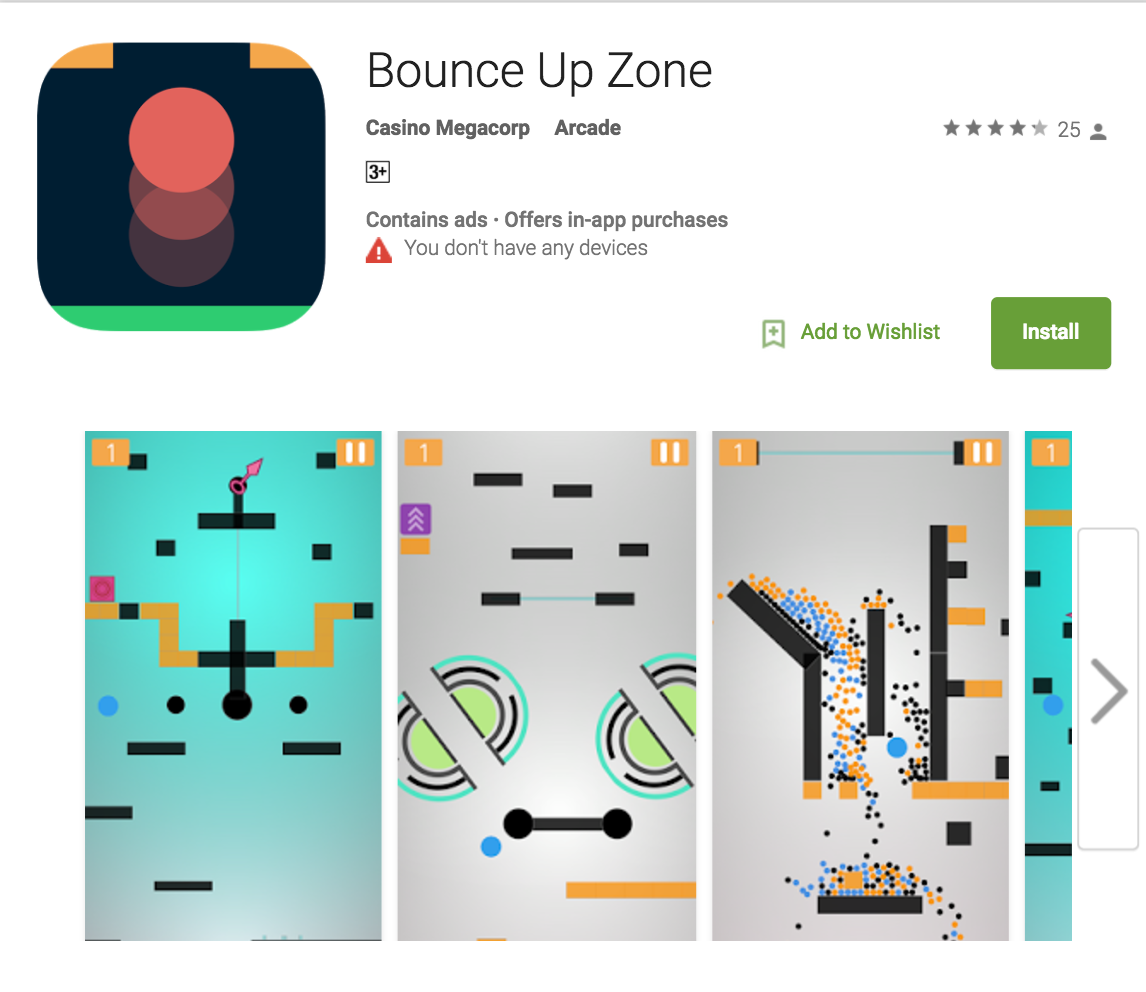 Bounce Up Zone
Casino Megacorp Arcade
25
3+
Contains ads · Offers in-app purchases
You don't have any devices
Add to Wishlist
Install
1
1
1
1